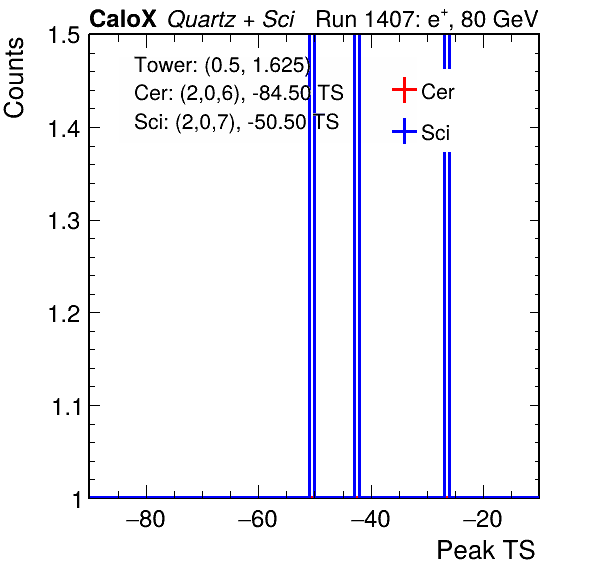 CaloX Quartz + Sci Run 1407: e+, 80 GeV
Counts
1.5
1.4
1.3
1.2
1.1
1
Tower: (0.5, 1.625)
Cer: (2,0,6), -84.50 TS
Sci: (2,0,7), -50.50 TS
Cer
Sci
−80 −60 −40 −20
Peak TS